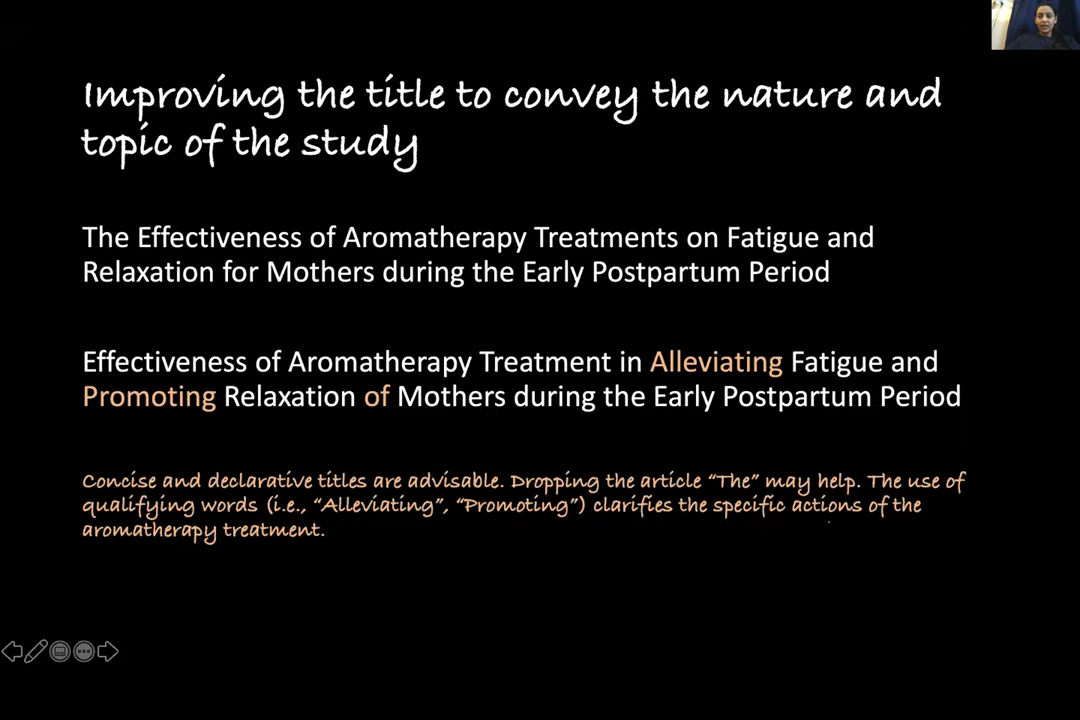 Improving the title to convey the nature and
topic of the study
The Effectiveness of Aromatherapy Treatments on Fatigue and
Relaxation for Mothers during the Early Postpartum Period
Effectiveness of Aromatherapy Treatment in Alleviating Fatigue and
Promoting Relaxation of Mothers during the Early Postpartum Period
Concise and declarative titles are advisable. Dropping the article “The” may help. The use of
qualifying words (i.e., “Alleviating”, “Promoting”) clarifies the specific actions of the
aromatherapy treatment.